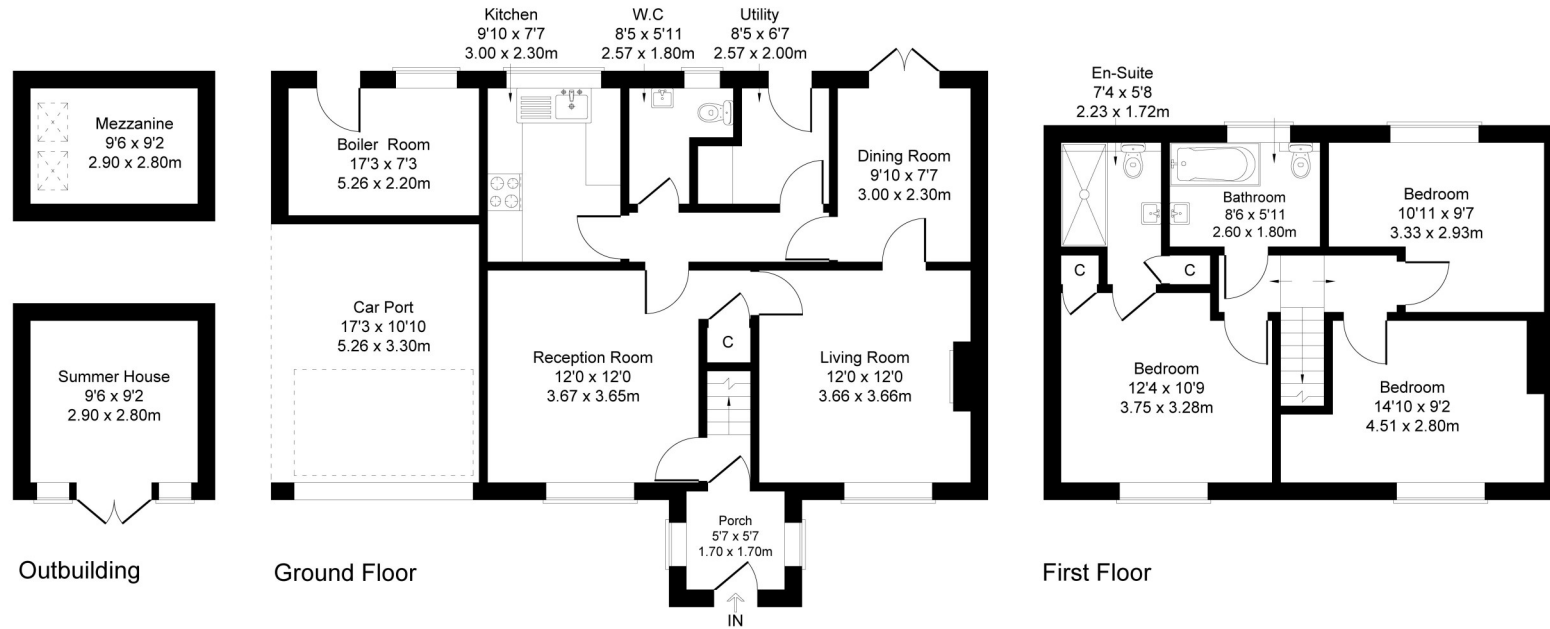 Mezzanine
9'6 x 9'2
2.90 x 2.80m
Summer House
9'6 x 9'2
2.90 x 2.80m
Outbuilding
Kitchen
9'10 x 7'7
3.00 x 2.30m
W.C
8'5 x 5'11
2.57 x 1.80m
Utility
8'5 x 6'7
2.57 x 2.00m
Boiler Room
17'3 x 7'3
5.26 x 2.20m
Dining Room
9'10 x 7'7
3.00 x 2.30m
Car Port
17'3 x 10'10
5.26 x 3.30m
Reception Room
12'0 x 12'0
3.67 x 3.65m
C
Living Room
12'0 x 12'0
3.66 x 3.66m
Porch
5'7 x 5'7
1.70 x 1.70m
IN
Ground Floor
En-Suite
7'4 x 5'8
2.23 x 1.72m
Bathroom
8'6 x 5'11
2.60 x 1.80m
Bedroom
10'11 x 9'7
3.33 x 2.93m
C
C
Bedroom
12'4 x 10'9
3.75 x 3.28m
Bedroom
14'10 x 9'2
4.51 x 2.80m
First Floor